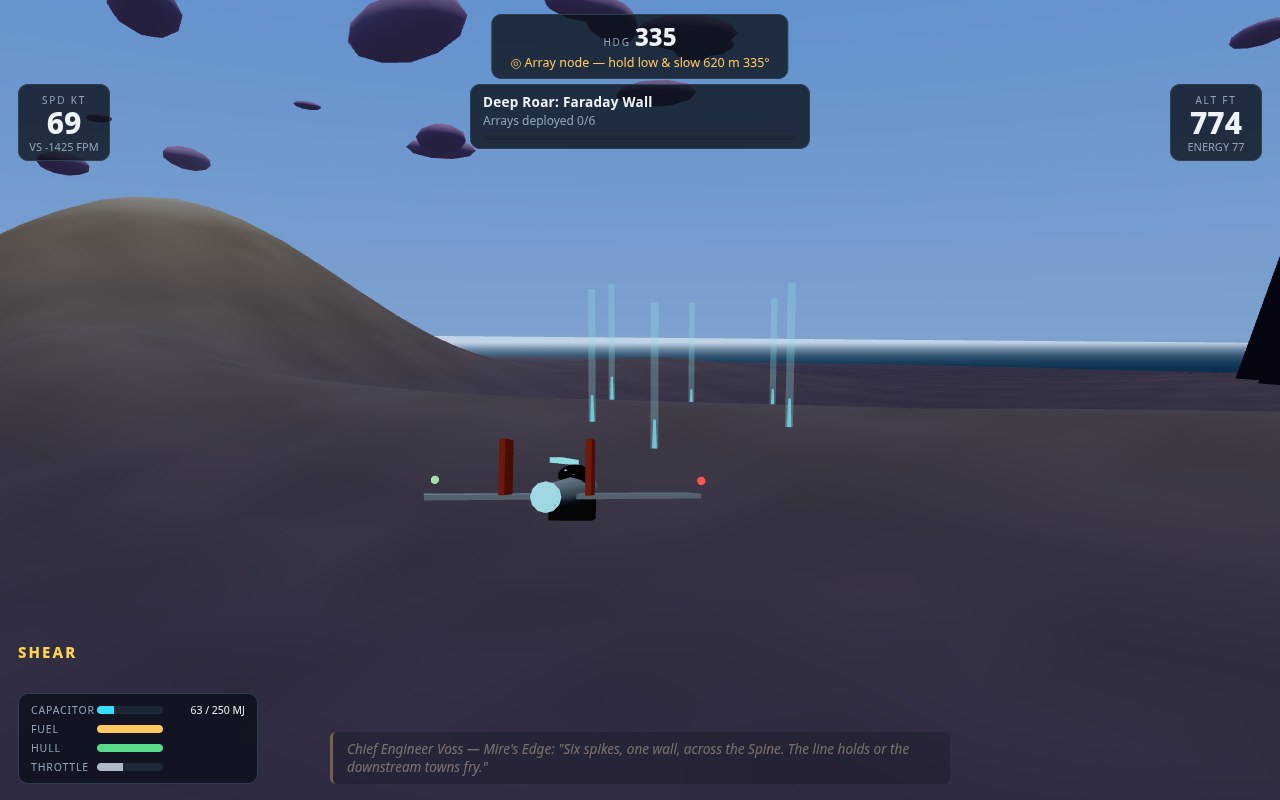 HDG 335
◎ Array node — hold low & slow 620 m 335°
SPD KT
69
VS -1425 FPM
Deep Roar: Faraday Wall
Arrays deployed 0/6
ALT FT
774
ENERGY 77
SHEAR
CAPACITOR 63 / 250 MJ
FUEL
HULL
THROTTLE
Chief Engineer Voss — Mire's Edge: "Six spikes, one wall, across the Spine. The line holds or the
downstream towns fry."